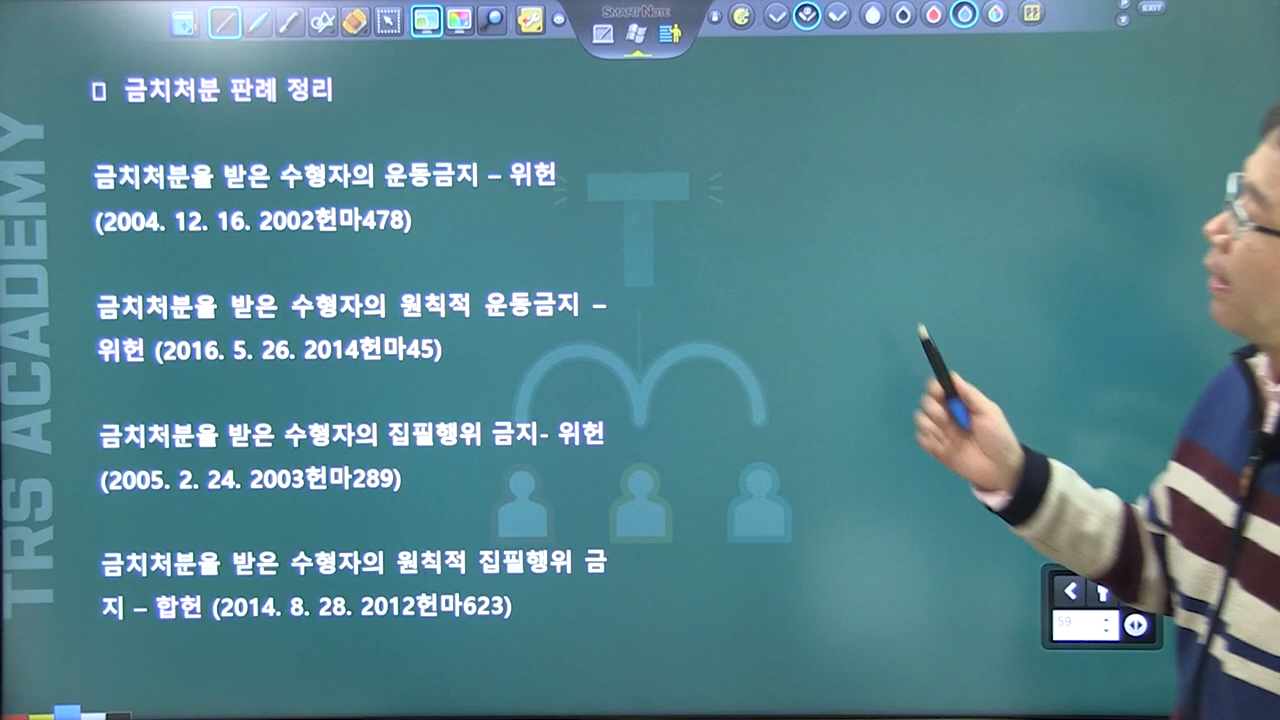 SMARTNOTE
EXIT
금치처분 판례 정리
금치처분을 받은 수형자의 운동금지 – 위헌
(2004. 12. 16. 2002헌마478)
금치처분을 받은 수형자의 원칙적 운동금지 –
위헌 (2016. 5. 26. 2014헌마45)
금치처분을 받은 수형자의 집필행위 금지- 위헌
(2005. 2. 24. 2003헌마289)
금치처분을 받은 수형자의 원칙적 집필행위 금
지 – 합헌 (2014. 8. 28. 2012헌마623)
TRS ACADEMY
59